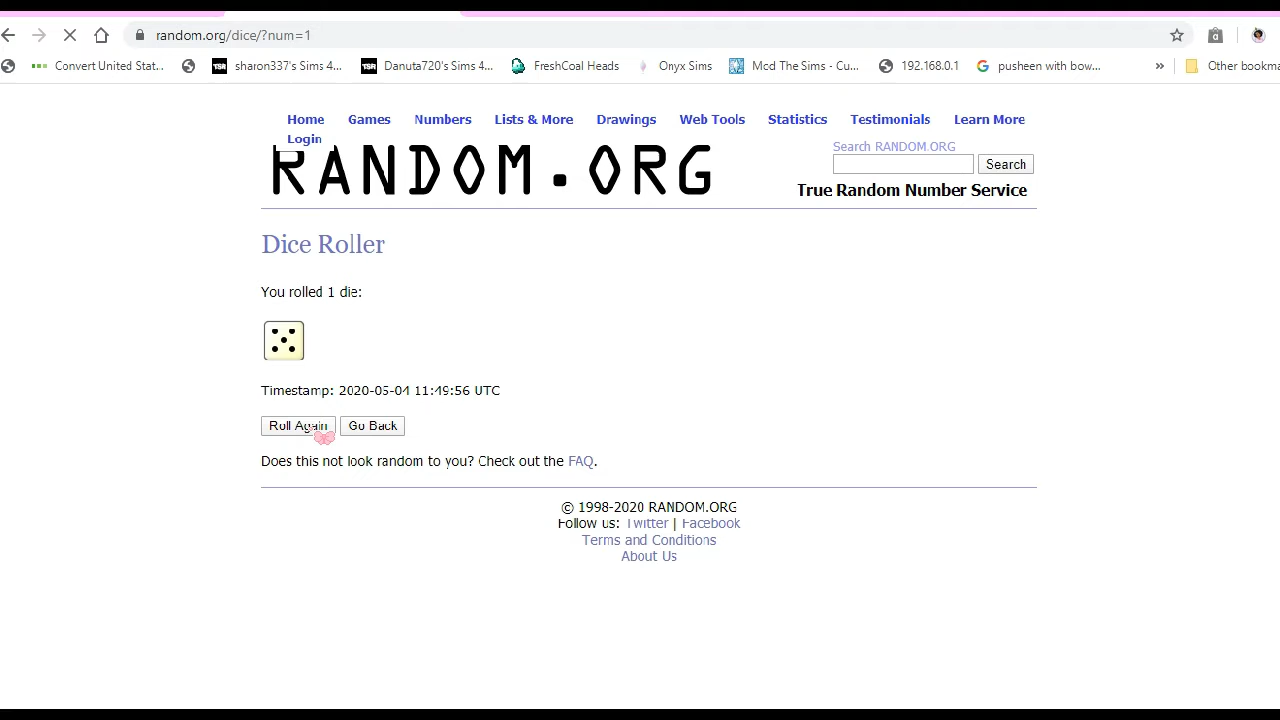 random.org/dice/?num=1
Convert United Stat... sharon337's Sims 4... Danuta720's Sims 4... FreshCoal Heads Onyx Sims Mcd The Sims - Cu... 192.168.0.1 pusheen with bow... » Other bookma
Home Games Numbers Lists & More Drawings Web Tools Statistics Testimonials Learn More
Login
Search RANDOM.ORG
RANDOM.ORG
Search
True Random Number Service
Dice Roller
You rolled 1 die:
Timestamp: 2020-05-04 11:49:56 UTC
Roll Again Go Back
Does this not look random to you? Check out the FAQ.
© 1998-2020 RANDOM.ORG
Follow us: Twitter | Facebook
Terms and Conditions
About Us